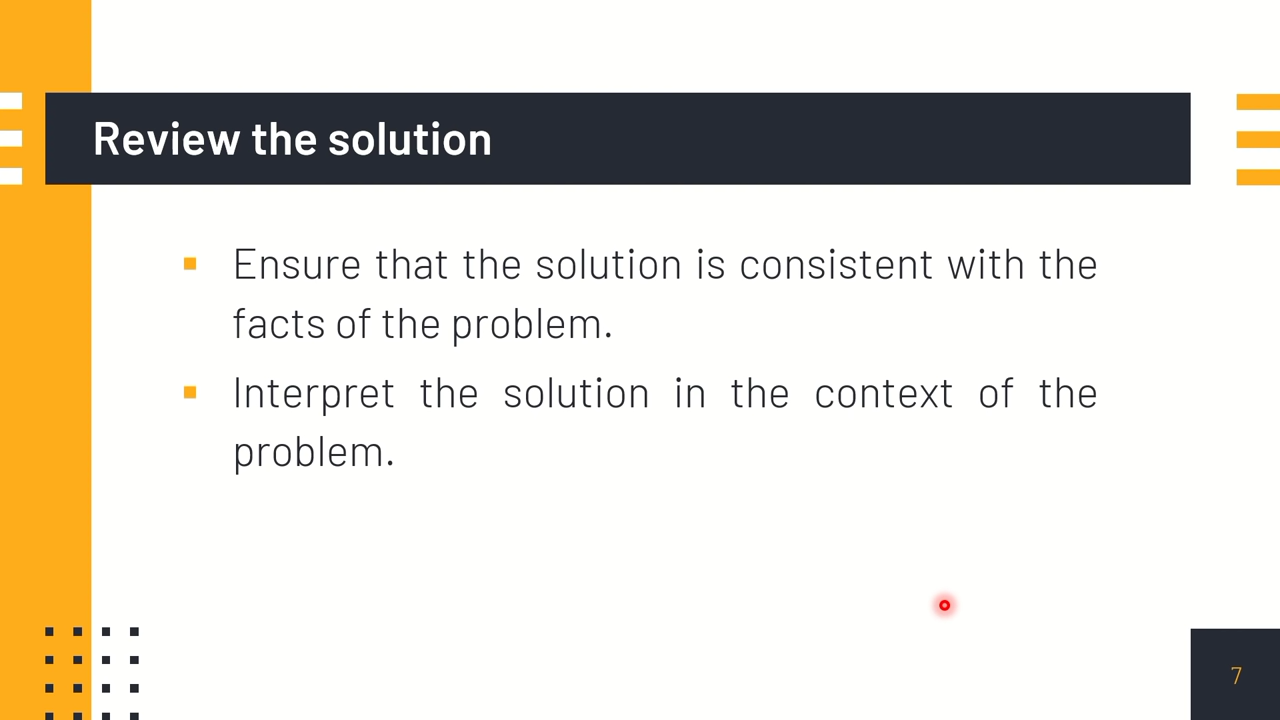 Review the solution
Ensure that the solution is consistent with the
facts of the problem.
Interpret the solution in the context of the
problem.
7